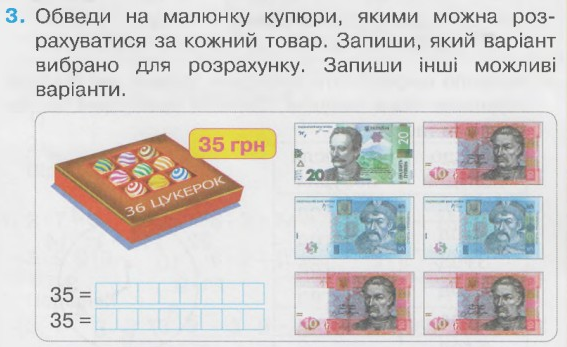 3. Обведи на малюнку купюри, якими можна роз-
рахуватися за кожний товар. Запиши, який варіант
вибрано для розрахунку. Запиши інші можливі
варіанти.
35 грн
36 ЦУКЕРОК
20
20
10
5
5
10
10
35 =
35 =